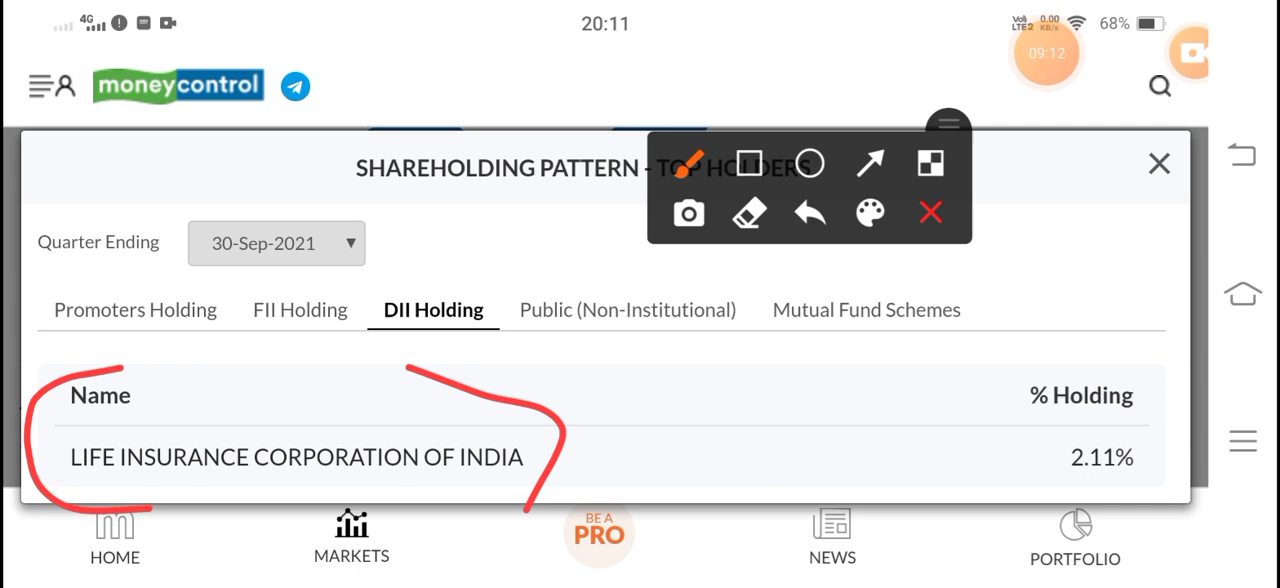 4G 20:11 Vo) LTE2 0.00 KB/s 68%
09:12
moneycontrol
SHAREHOLDING PATTERN - TOP HOLDERS
Quarter Ending 30-Sep-2021
Promoters Holding FII Holding DII Holding Public (Non-Institutional) Mutual Fund Schemes
Name % Holding
LIFE INSURANCE CORPORATION OF INDIA 2.11%
BE A
PRO
HOME MARKETS NEWS PORTFOLIO